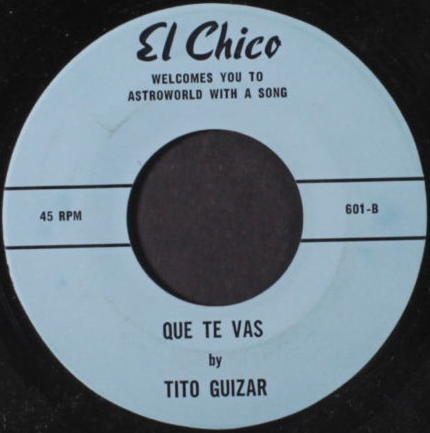 El Chico
WELCOMES YOU TO
ASTROWORLD WITH A SONG
45 RPM
601-B
QUE TE VAS
by
TITO GUIZAR